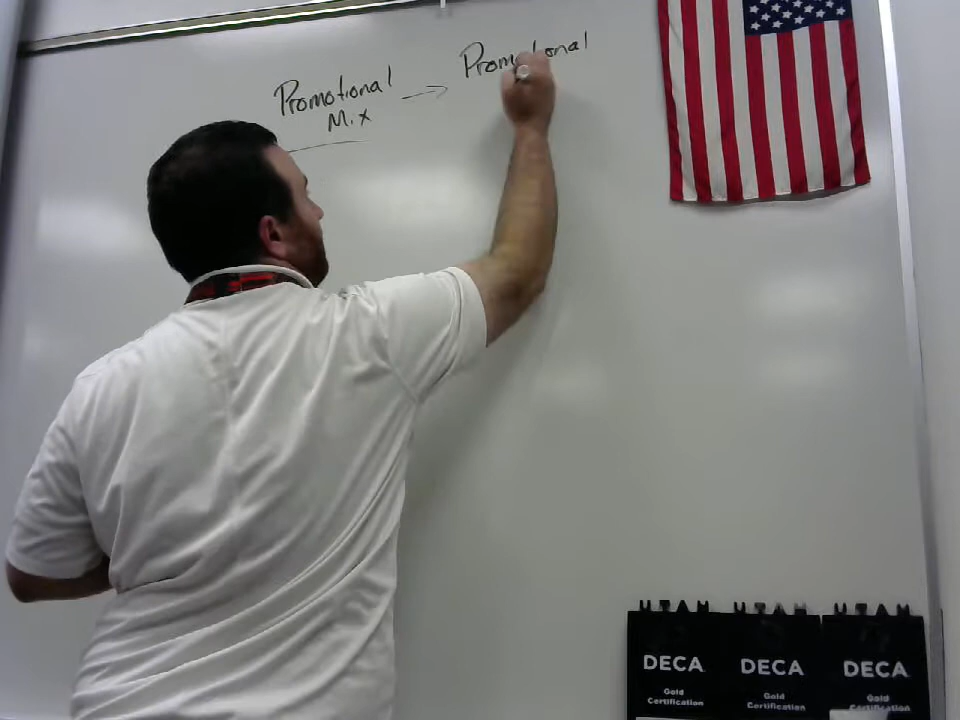 Promotional → Promotional
Mix
UTAH UTAH UTAH
DECA DECA DECA
Gold Gold Gold
Certification Certification Certification